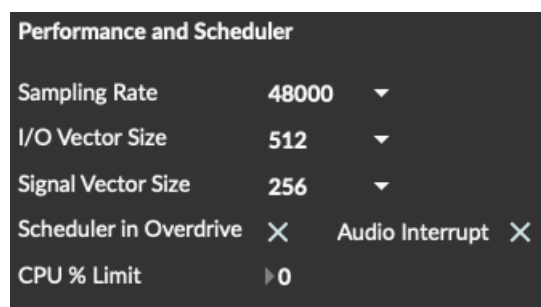 Performance and Scheduler
Sampling Rate 48000
I/O Vector Size 512
Signal Vector Size 256
Scheduler in Overdrive Audio Interrupt
CPU % Limit 0